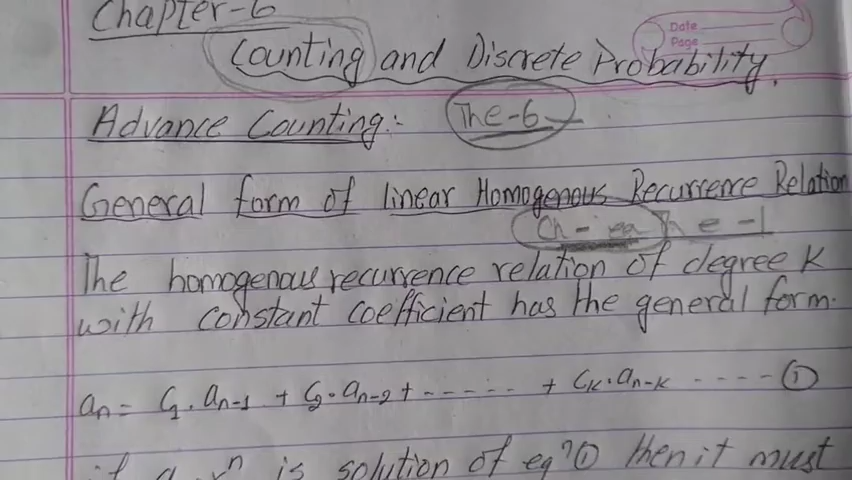 Chapter-6
Date
Page
Counting and Discrete Probability.
Advance Counting:- The-6
General form of linear Homogenous Recurrence Relation
The-1
The homogenous recurrence relation of degree K
with constant coefficient has the general form.
an = C1.an-1 + C2.an-2 + ------ + CK.an-K ----- ①
is solution of eqn① then it must